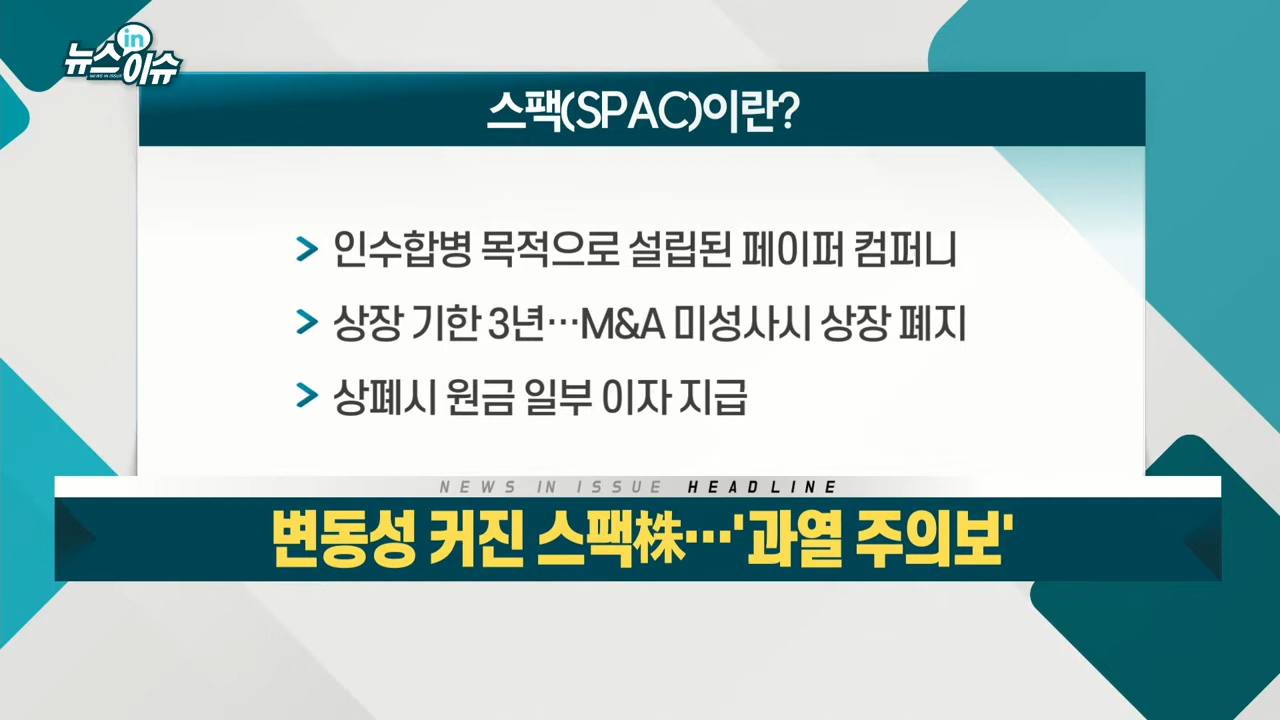 뉴스in이슈
NEWS IN ISSUE
스팩(SPAC)이란?
> 인수합병 목적으로 설립된 페이퍼 컴퍼니
> 상장 기한 3년…M&A 미성사시 상장 폐지
> 상폐시 원금 일부 이자 지급
NEWS IN ISSUE HEADLINE
변동성 커진 스팩株…'과열 주의보'